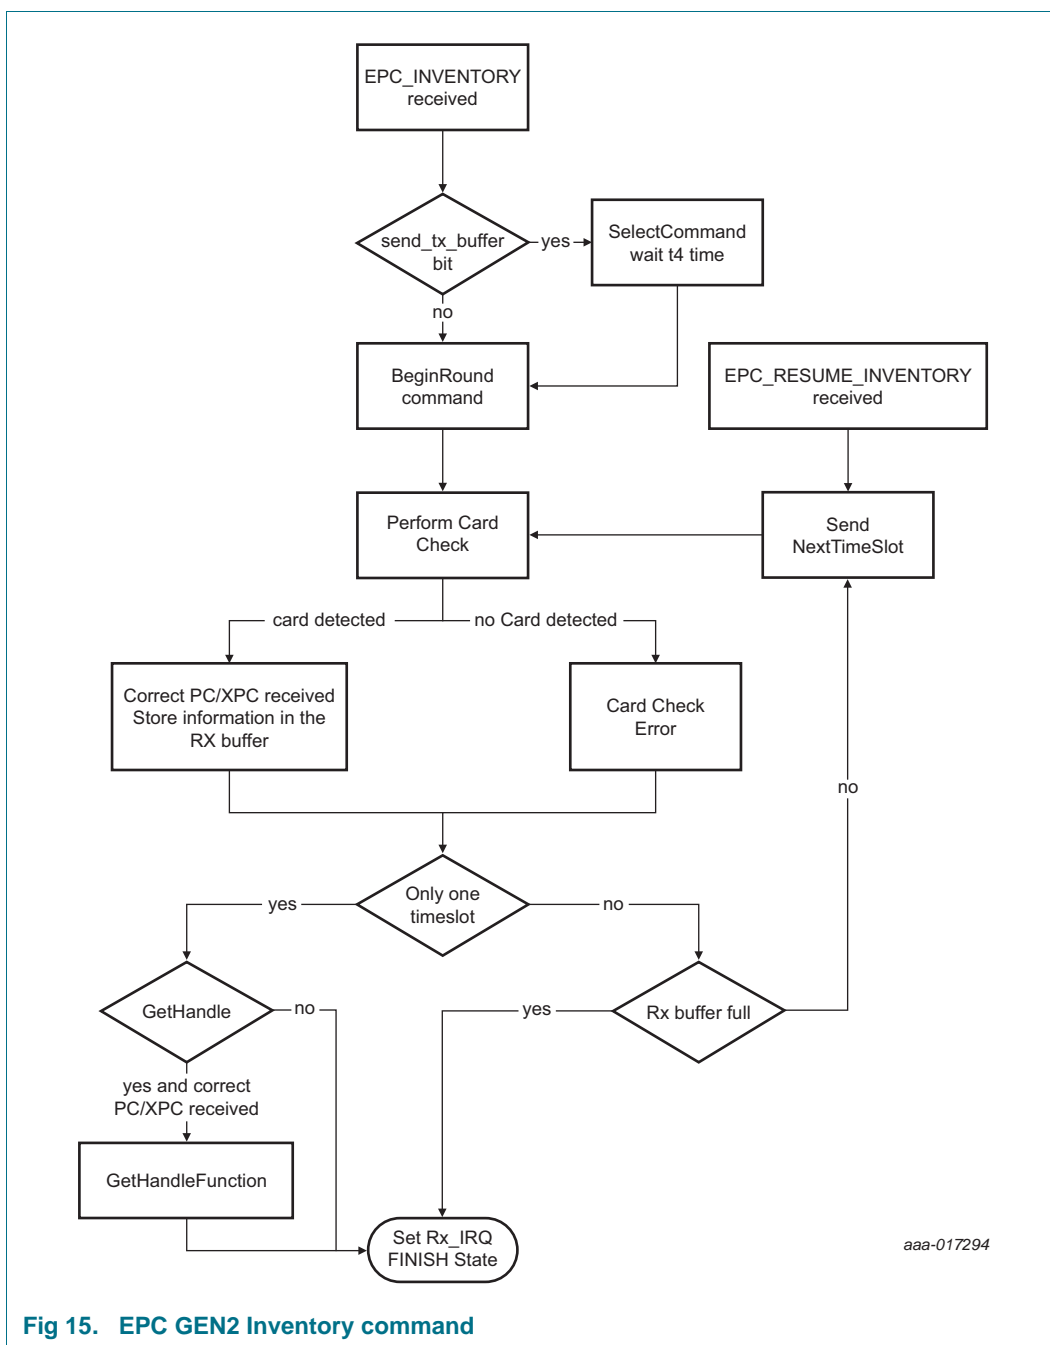 EPC_INVENTORY
received
send_tx_buffer
bit
yes
SelectCommand
wait t4 time
no
BeginRound
command
EPC_RESUME_INVENTORY
received
Perform Card
Check
Send
NextTimeSlot
card detected
no Card detected
Correct PC/XPC received
Store information in the
RX buffer
Card Check
Error
no
Only one
timeslot
yes
no
GetHandle
no
yes
Rx buffer full
yes and correct
PC/XPC received
GetHandleFunction
Set Rx_IRQ
FINISH State
aaa-017294
Fig 15. EPC GEN2 Inventory command